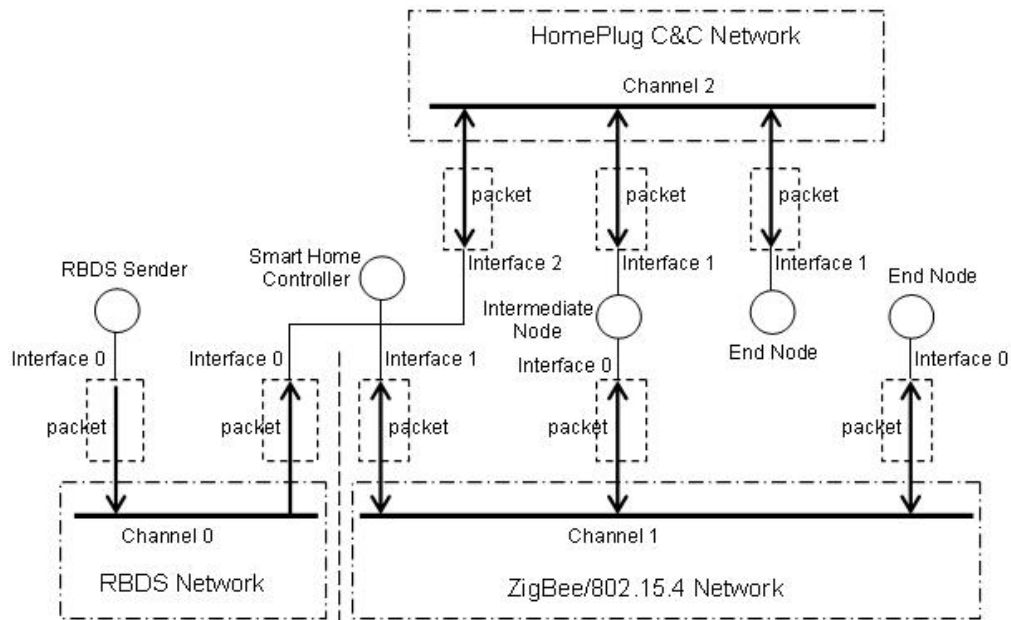 HomePlug C&C Network
Channel 2
packet
packet
packet
Smart Home
Controller
RBDS Sender
Interface 2
Interface 1
Interface 1
End Node
Intermediate
Node
End Node
Interface 0
Interface 0
Interface 1
Interface 0
Interface 0
packet
packet
packet
packet
packet
Channel 0
Channel 1
RBDS Network
ZigBee/802.15.4 Network